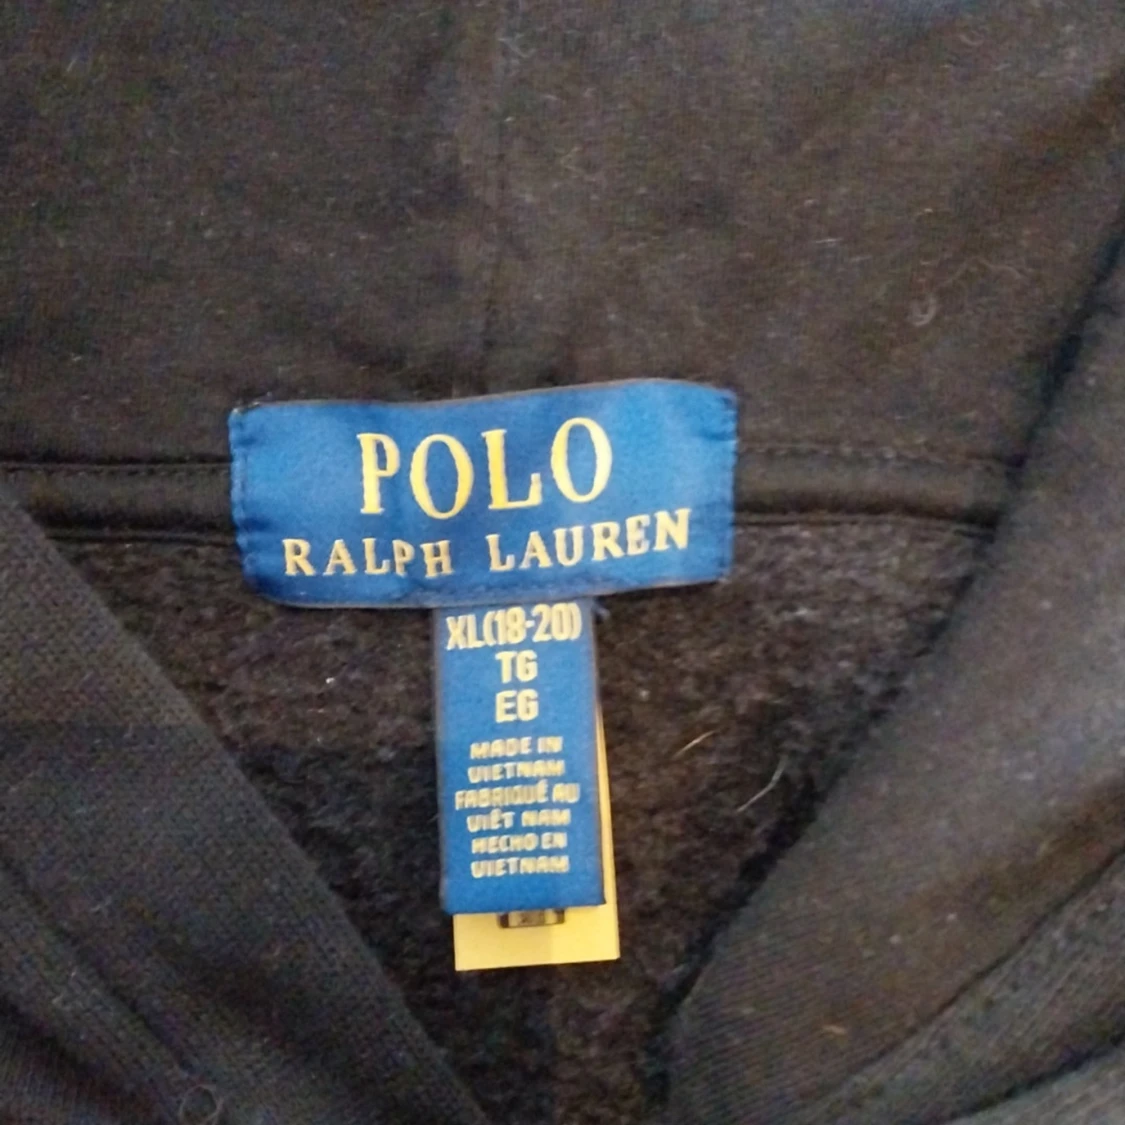 POLO
RALPH LAUREN
XL(18-20)
TG
EG
MADE IN
VIETNAM
FABRIQUÉ AU
VIÊT NAM
HECHO EN
VIETNAM